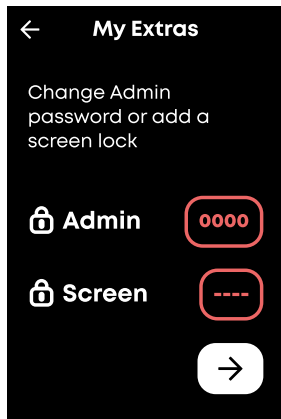 My Extras
Change Admin
password or add a
screen lock
Admin
0000
Screen
----